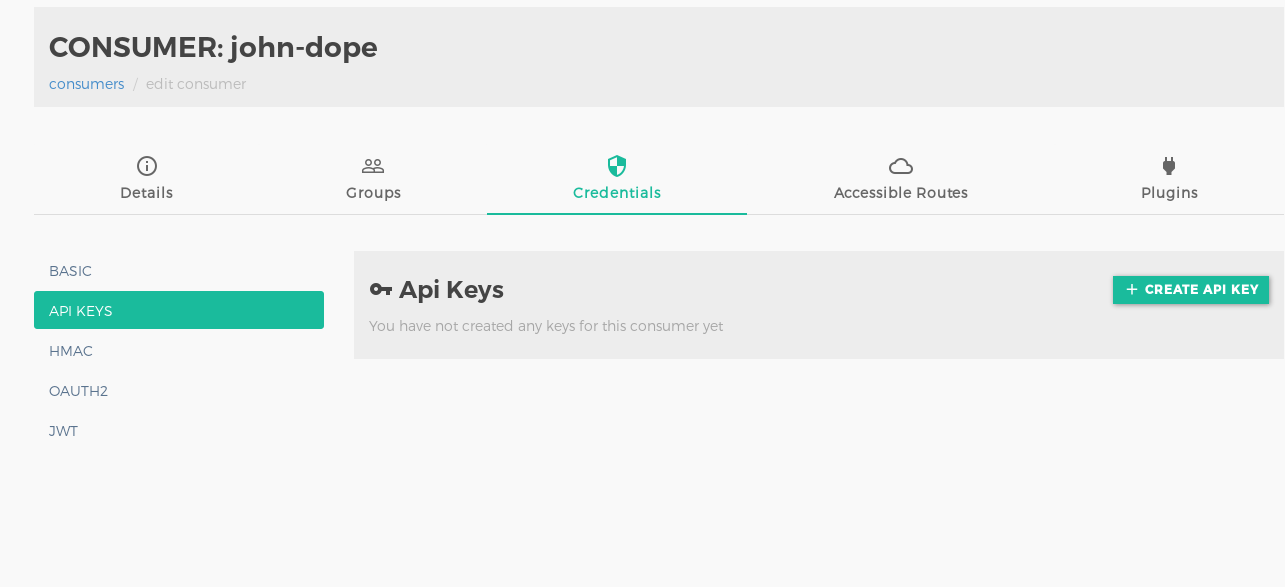 CONSUMER: john-dope
consumers / edit consumer
Details Groups Credentials Accessible Routes Plugins
BASIC
API KEYS
HMAC
OAUTH2
JWT
Api Keys
+ CREATE API KEY
You have not created any keys for this consumer yet